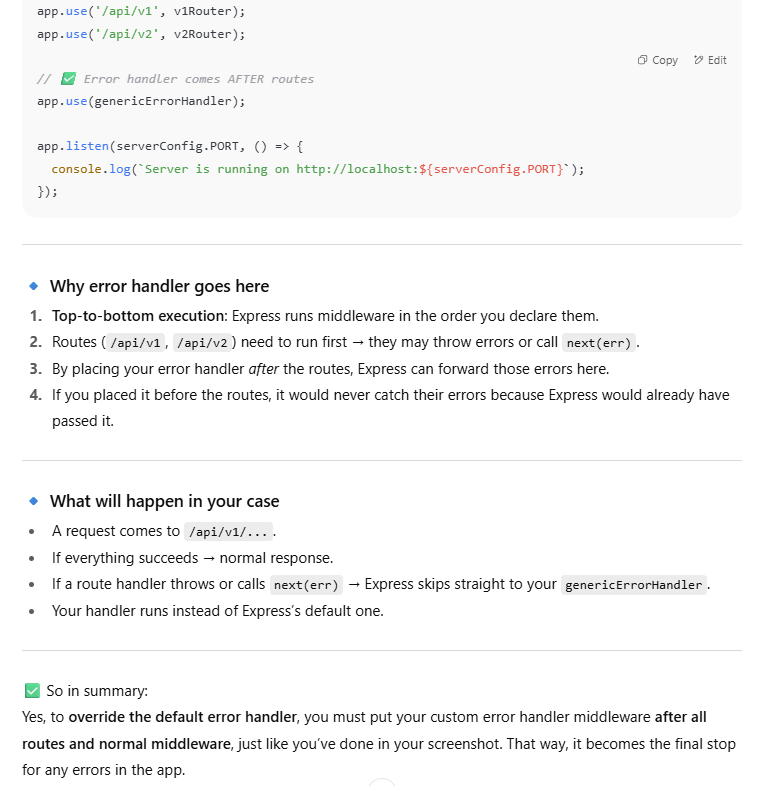 app.use('/api/v1', v1Router);
app.use('/api/v2', v2Router);
Copy Edit
// ✅ Error handler comes AFTER routes
app.use(genericErrorHandler);
app.listen(serverConfig.PORT, () => {
  console.log(`Server is running on http://localhost:${serverConfig.PORT}`);
});
🔹 Why error handler goes here
1. Top-to-bottom execution: Express runs middleware in the order you declare them.
2. Routes ( /api/v1 , /api/v2 ) need to run first → they may throw errors or call next(err) .
3. By placing your error handler after the routes, Express can forward those errors here.
4. If you placed it before the routes, it would never catch their errors because Express would already have
passed it.
🔹 What will happen in your case
• A request comes to /api/v1/... .
• If everything succeeds → normal response.
• If a route handler throws or calls next(err) → Express skips straight to your genericErrorHandler .
• Your handler runs instead of Express's default one.
✅ So in summary:
Yes, to override the default error handler, you must put your custom error handler middleware after all
routes and normal middleware, just like you've done in your screenshot. That way, it becomes the final stop
for any errors in the app.